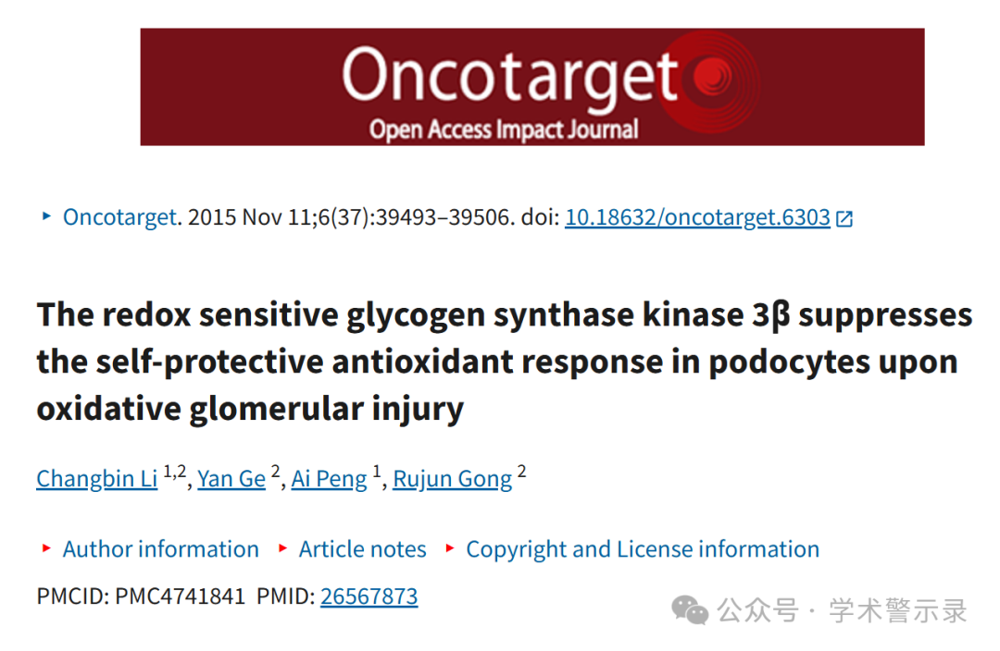 Oncotarget
Open Access Impact Journal
Oncotarget. 2015 Nov 11;6(37):39493–39506. doi: 10.18632/oncotarget.6303
The redox sensitive glycogen synthase kinase 3β suppresses
the self-protective antioxidant response in podocytes upon
oxidative glomerular injury
Changbin Li 1,2, Yan Ge 2, Ai Peng 1, Rujun Gong 2
Author information Article notes Copyright and License information
PMCID: PMC4741841 PMID: 26567873
公众号 · 学术警示录